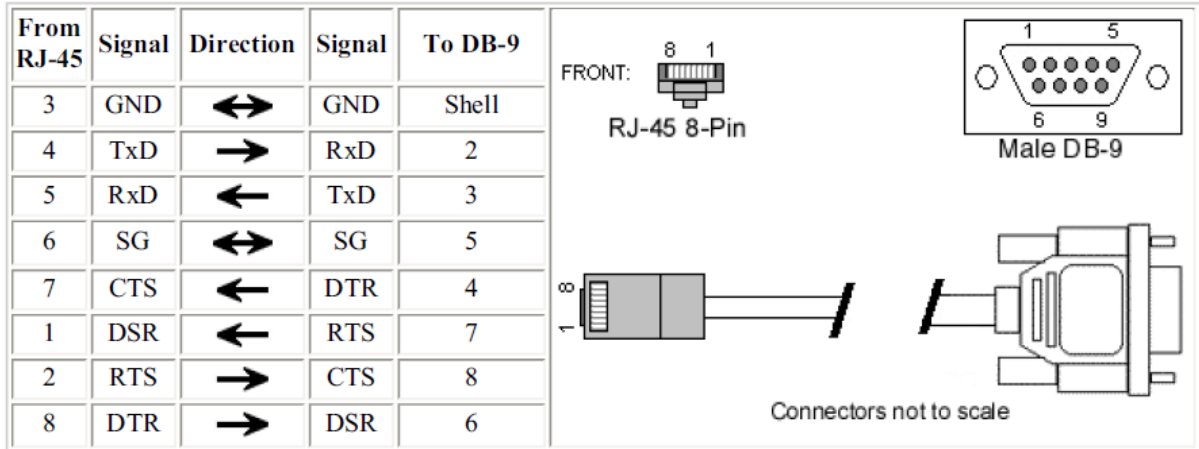 From RJ-45 Signal Direction Signal To DB-9
3 GND GND Shell
4 TxD RxD 2
5 RxD TxD 3
6 SG SG 5
7 CTS DTR 4
1 DSR RTS 7
2 RTS CTS 8
8 DTR DSR 6
FRONT:
8 1
RJ-45 8-Pin
1 5
6 9
Male DB-9
1 8
Connectors not to scale